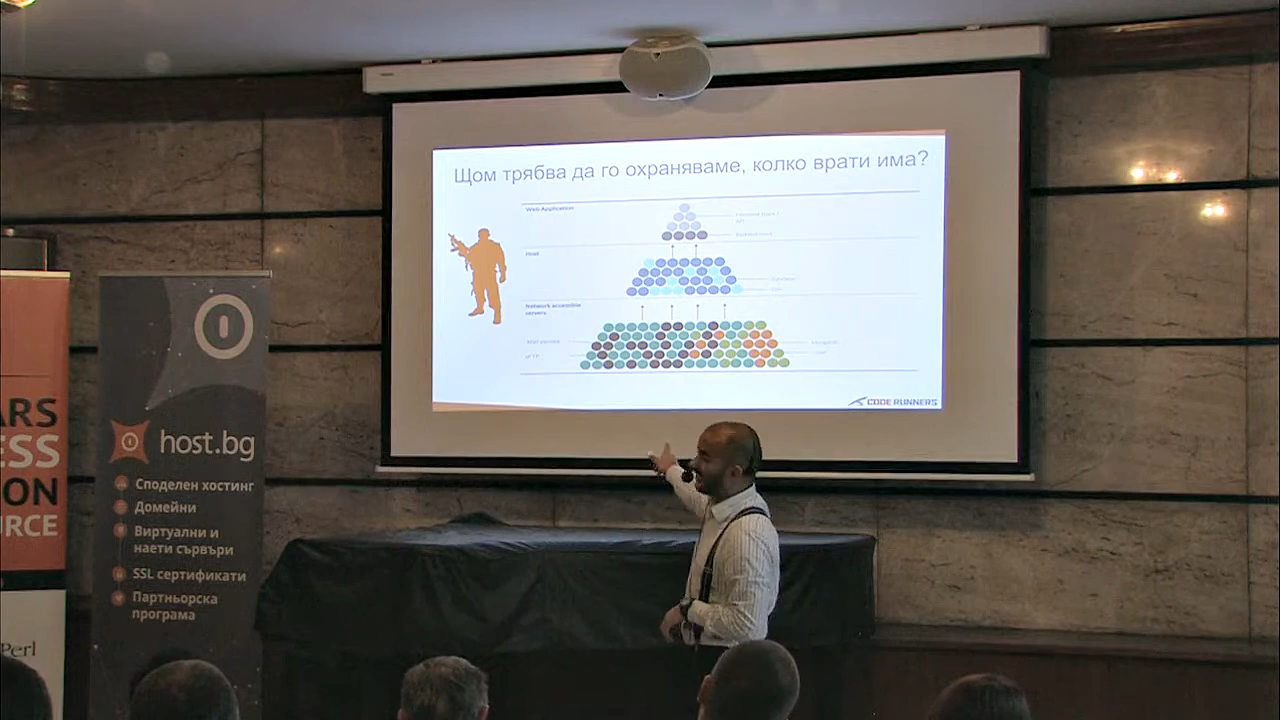 Щом трябва да го охраняваме, колко врати има?
Web Application
Host
Network accessible
servers
CODE RUNNERS
ARS
ESS
ON
URCE
Perl
host.bg
Споделен хостинг
Домейни
Виртуални и
наети сървъри
SSL сертификати
Партньорска
програма